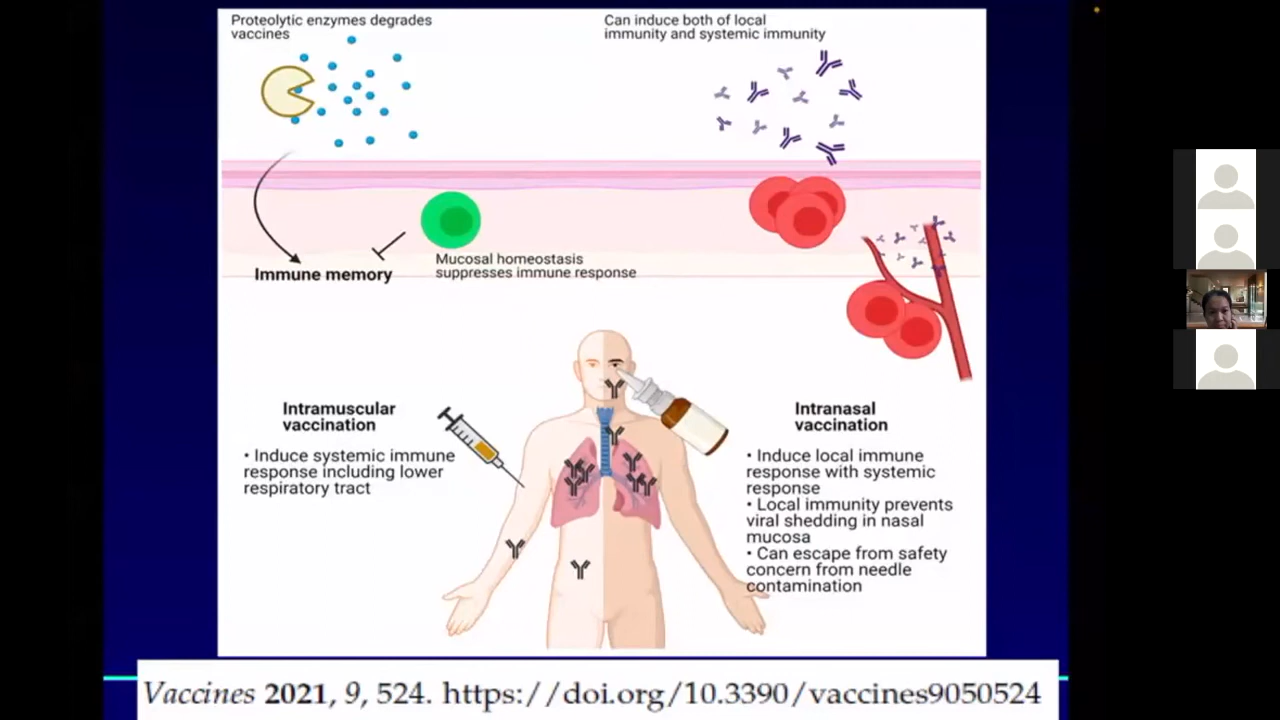 Proteolytic enzymes degrades
vaccines
Can induce both of local
immunity and systemic immunity
Immune memory
Mucosal homeostasis
suppresses immune response
Intramuscular
vaccination
• Induce systemic immune
response including lower
respiratory tract
Intranasal
vaccination
• Induce local immune
response with systemic
response
• Local immunity prevents
viral shedding in nasal
mucosa
• Can escape from safety
concern from needle
contamination
Vaccines 2021, 9, 524. https://doi.org/10.3390/vaccines9050524